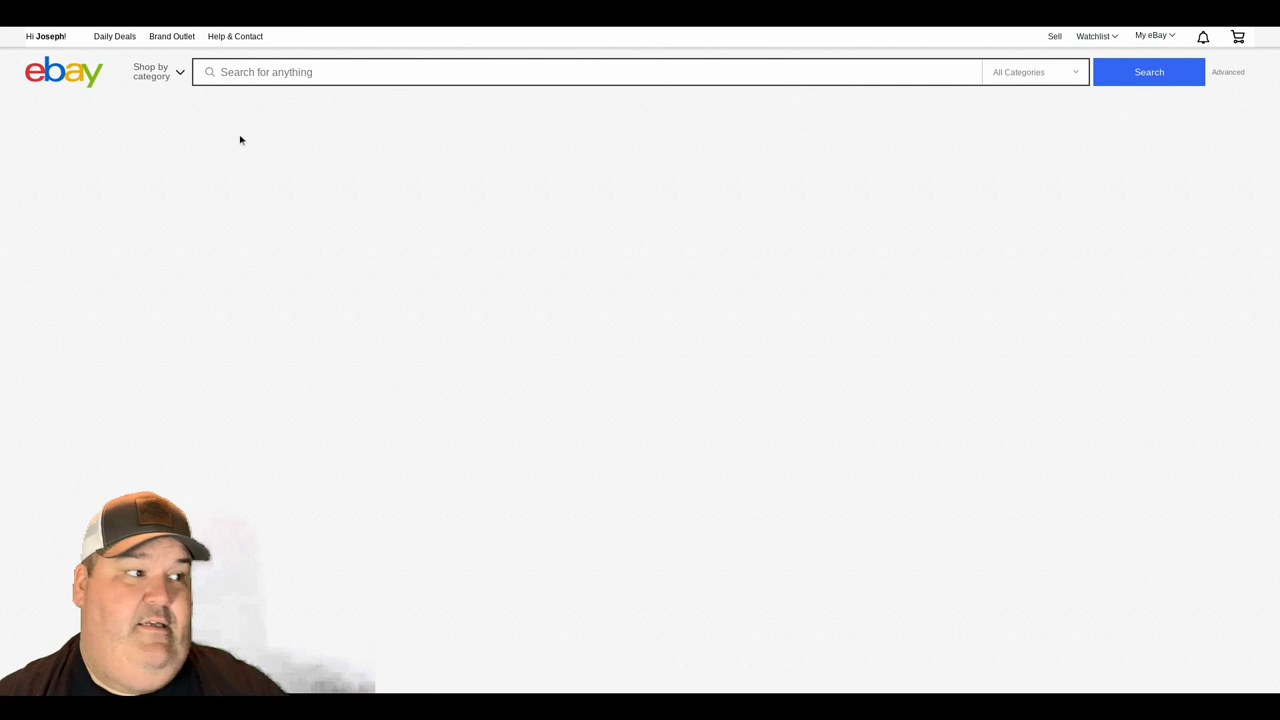 Hi Joseph! Daily Deals Brand Outlet Help & Contact Sell Watchlist My eBay
ebay
Shop by
category
Search for anything All Categories Search Advanced